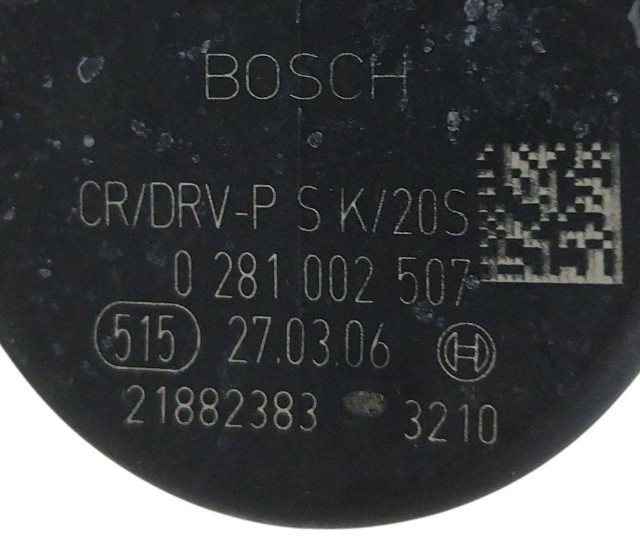 BOSCH
CR/DRV-P S K/20S
0 281 002 507
515 27.03.06 H
21882383 3210